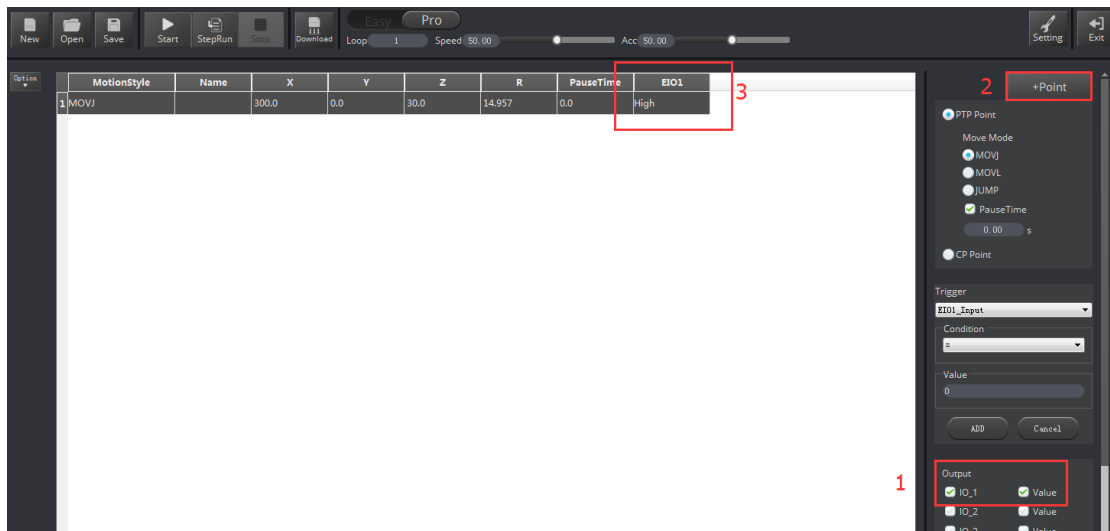 Easy Pro
New Open Save Start StepRun Stop Download Loop 1 Speed 50.00 Acc 50.00 Setting Exit
Option
MotionStyle Name X Y Z R PauseTime EIO1
1 MOVJ 300.0 0.0 30.0 14.957 0.0 High
3
2 +Point
PTP Point
Move Mode
MOVJ
MOVL
JUMP
PauseTime
0.00 s
CP Point
Trigger
EIO1_Input
Condition
=
Value
0
ADD Cancel
1
Output
IO_1 Value
IO_2 Value
IO_3 Value